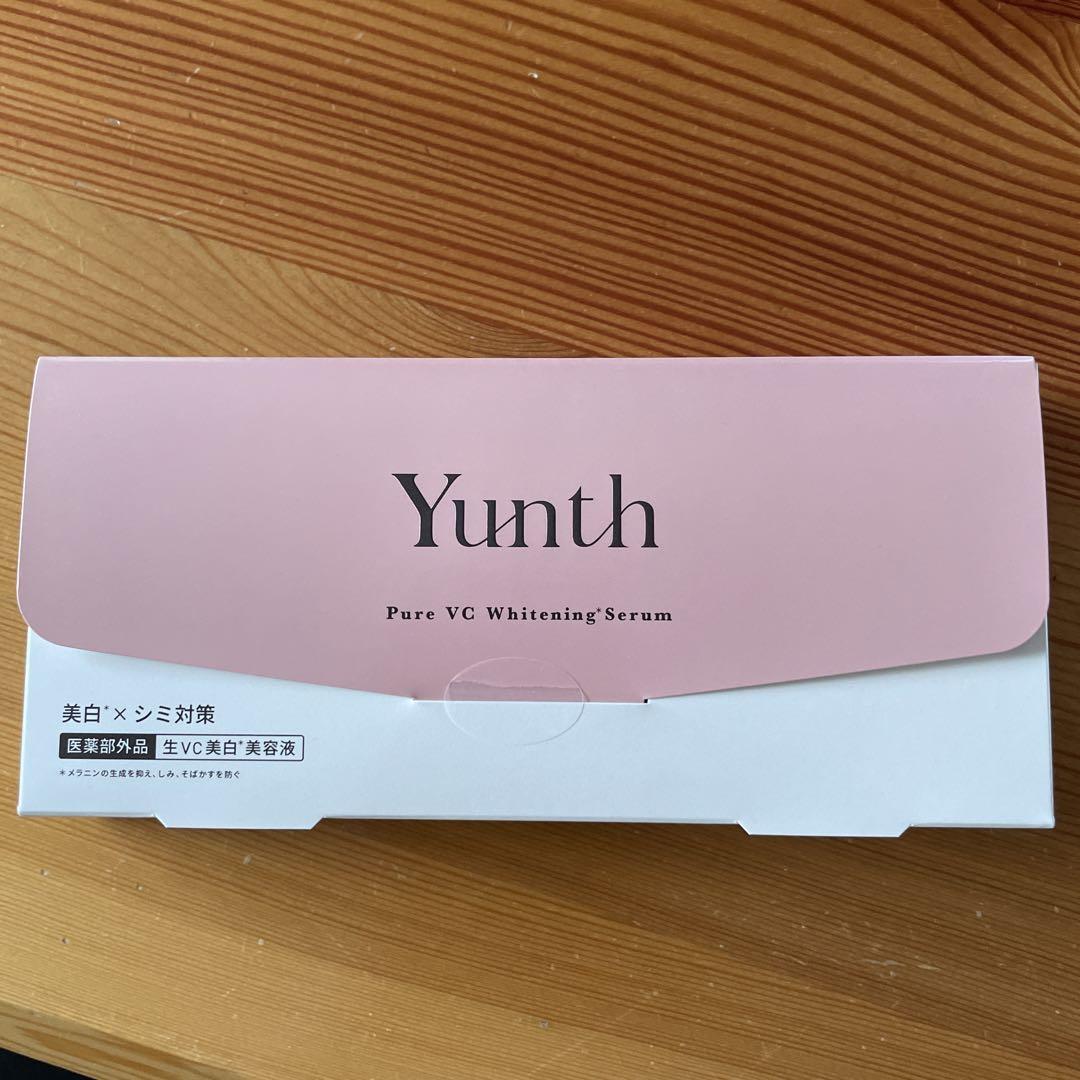 Yunth
Pure VC Whitening*Serum
美白*×シミ対策
医薬部外品 生VC美白*美容液
*メラニンの生成を抑え、しみ、そばかすを防ぐ